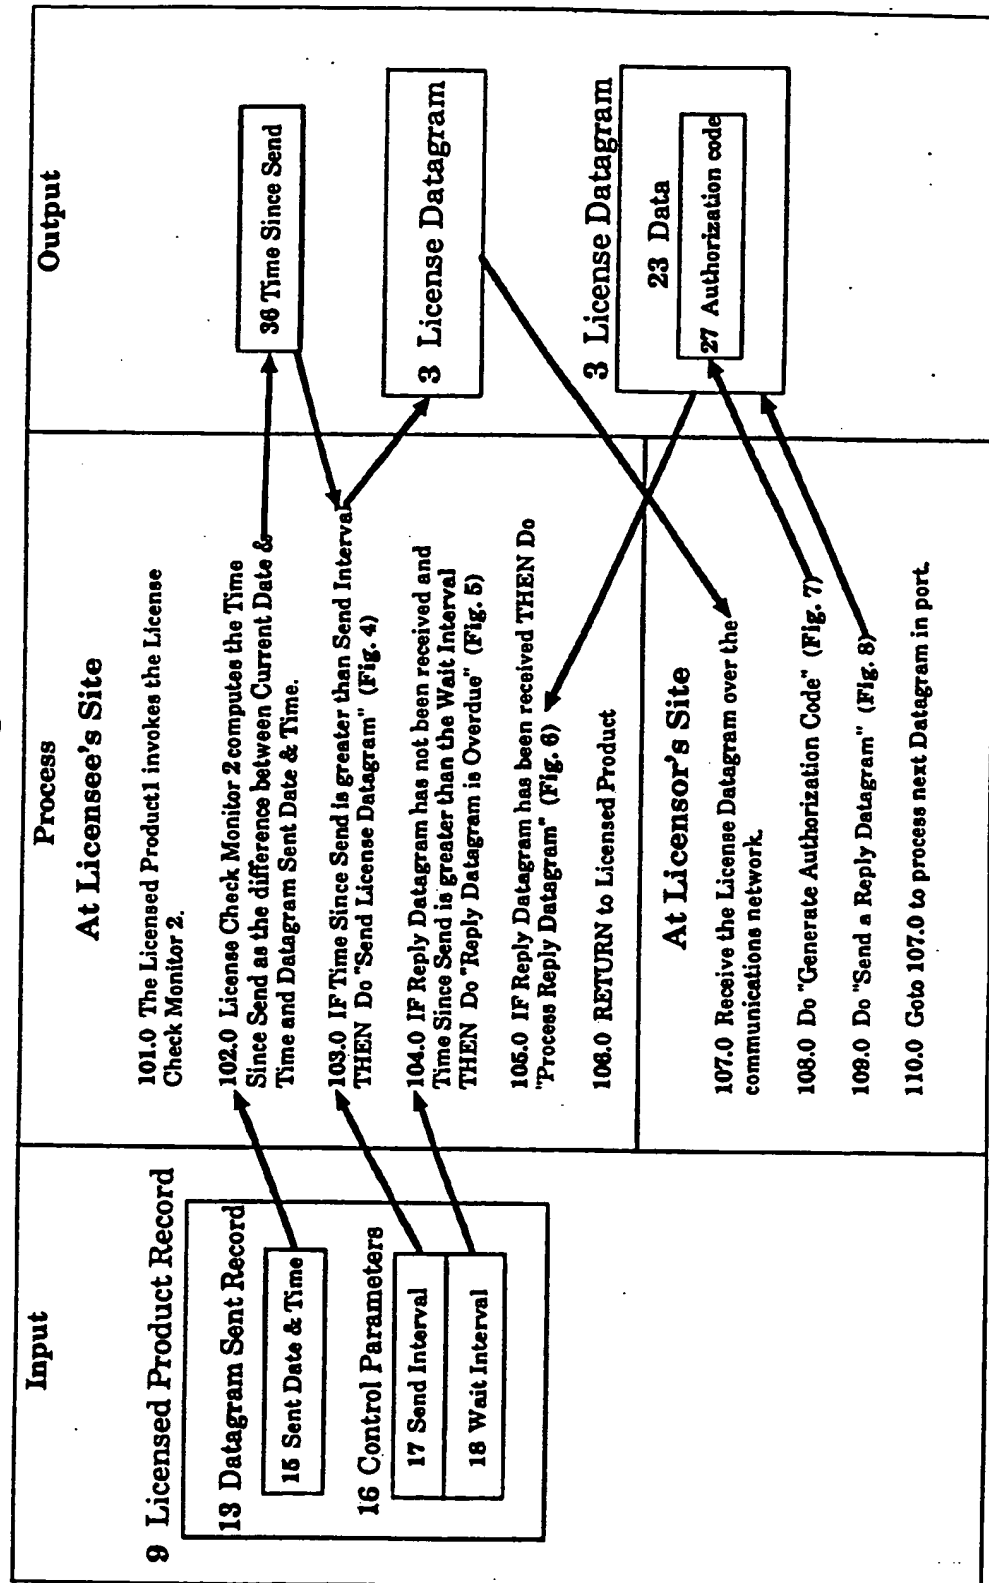 Input
Process
Output
9 Licensed Product Record
13 Datagram Sent Record
15 Sent Date & Time
16 Control Parameters
17 Send Interval
18 Wait Interval
At Licensee's Site
101.0 The Licensed Product1 invokes the License
Check Monitor 2.
102.0 License Check Monitor 2 computes the Time
Since Send as the difference between Current Date &
Time and Datagram Sent Date & Time.
103.0 IF Time Since Send is greater than Send Interval
THEN Do "Send License Datagram" (Fig. 4)
104.0 IF Reply Datagram has not been received and
Time Since Send is greater than the Wait Interval
THEN Do "Reply Datagram is Overdue" (Fig. 5)
105.0 IF Reply Datagram has been received THEN Do
"Process Reply Datagram" (Fig. 6)
106.0 RETURN to Licensed Product
At Licensor's Site
107.0 Receive the License Datagram over the
communications network.
108.0 Do "Generate Authorization Code" (Fig. 7)
109.0 Do "Send a Reply Datagram" (Fig. 8)
110.0 Goto 107.0 to process next Datagram in port.
36 Time Since Send
3 License Datagram
3 License Datagram
23 Data
27 Authorization code